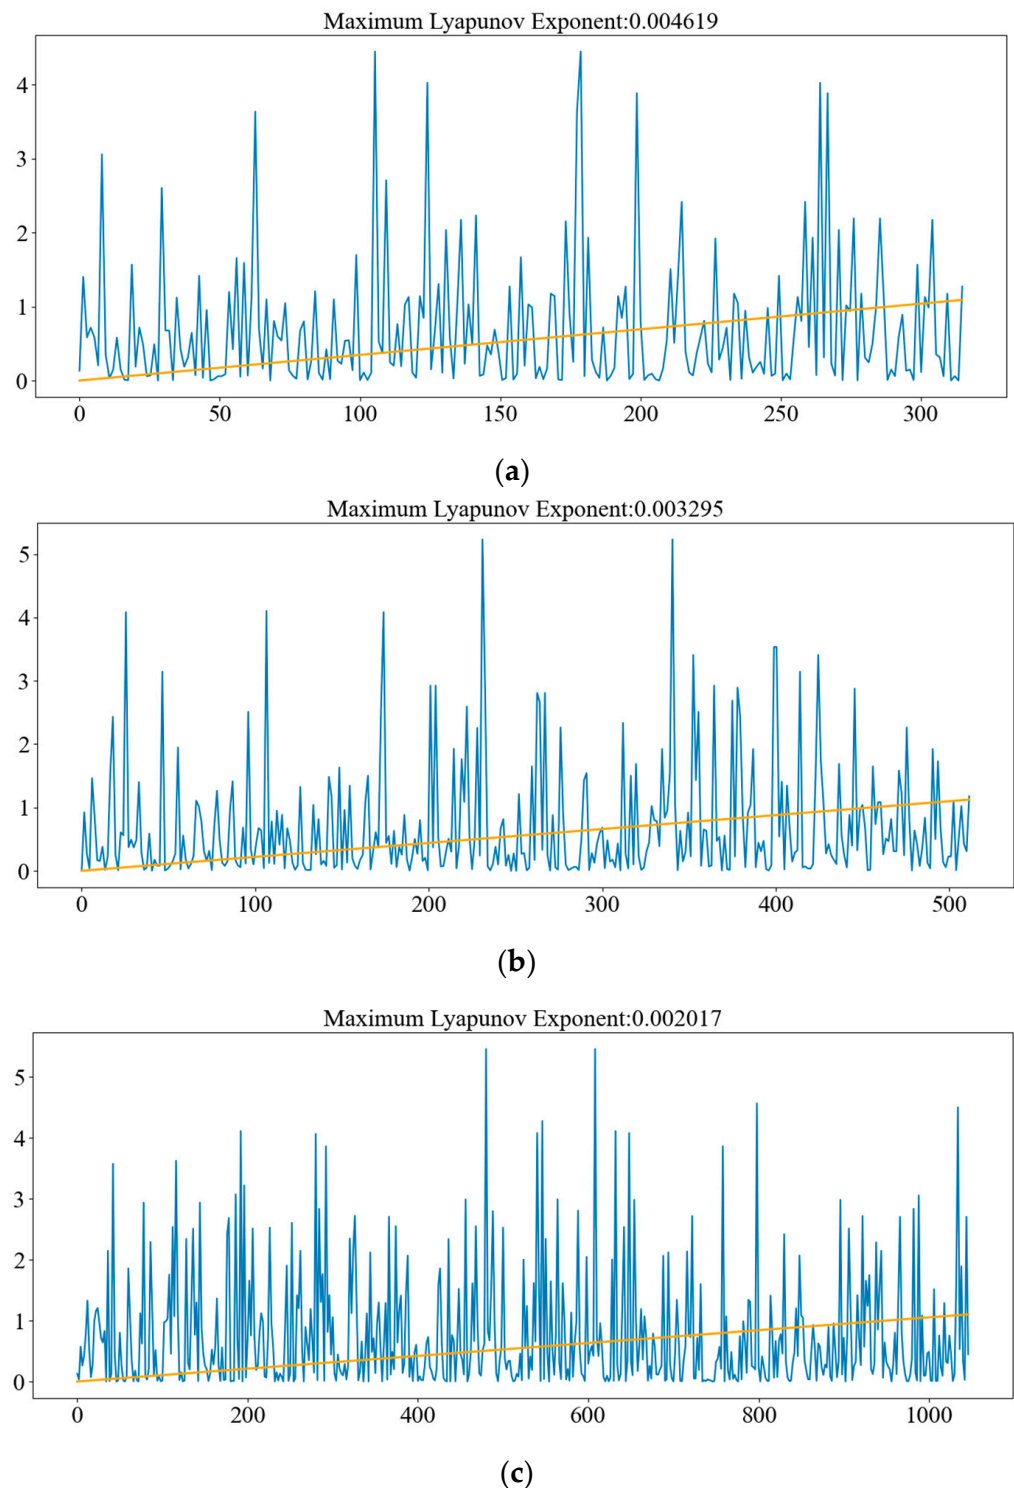 Maximum Lyapunov Exponent:0.004619
4
3
2
1
0
0 50 100 150 200 250 300
(a)
Maximum Lyapunov Exponent:0.003295
5
4
3
2
1
0
0 100 200 300 400 500
(b)
Maximum Lyapunov Exponent:0.002017
5
4
3
2
1
0
0 200 400 600 800 1000
(c)